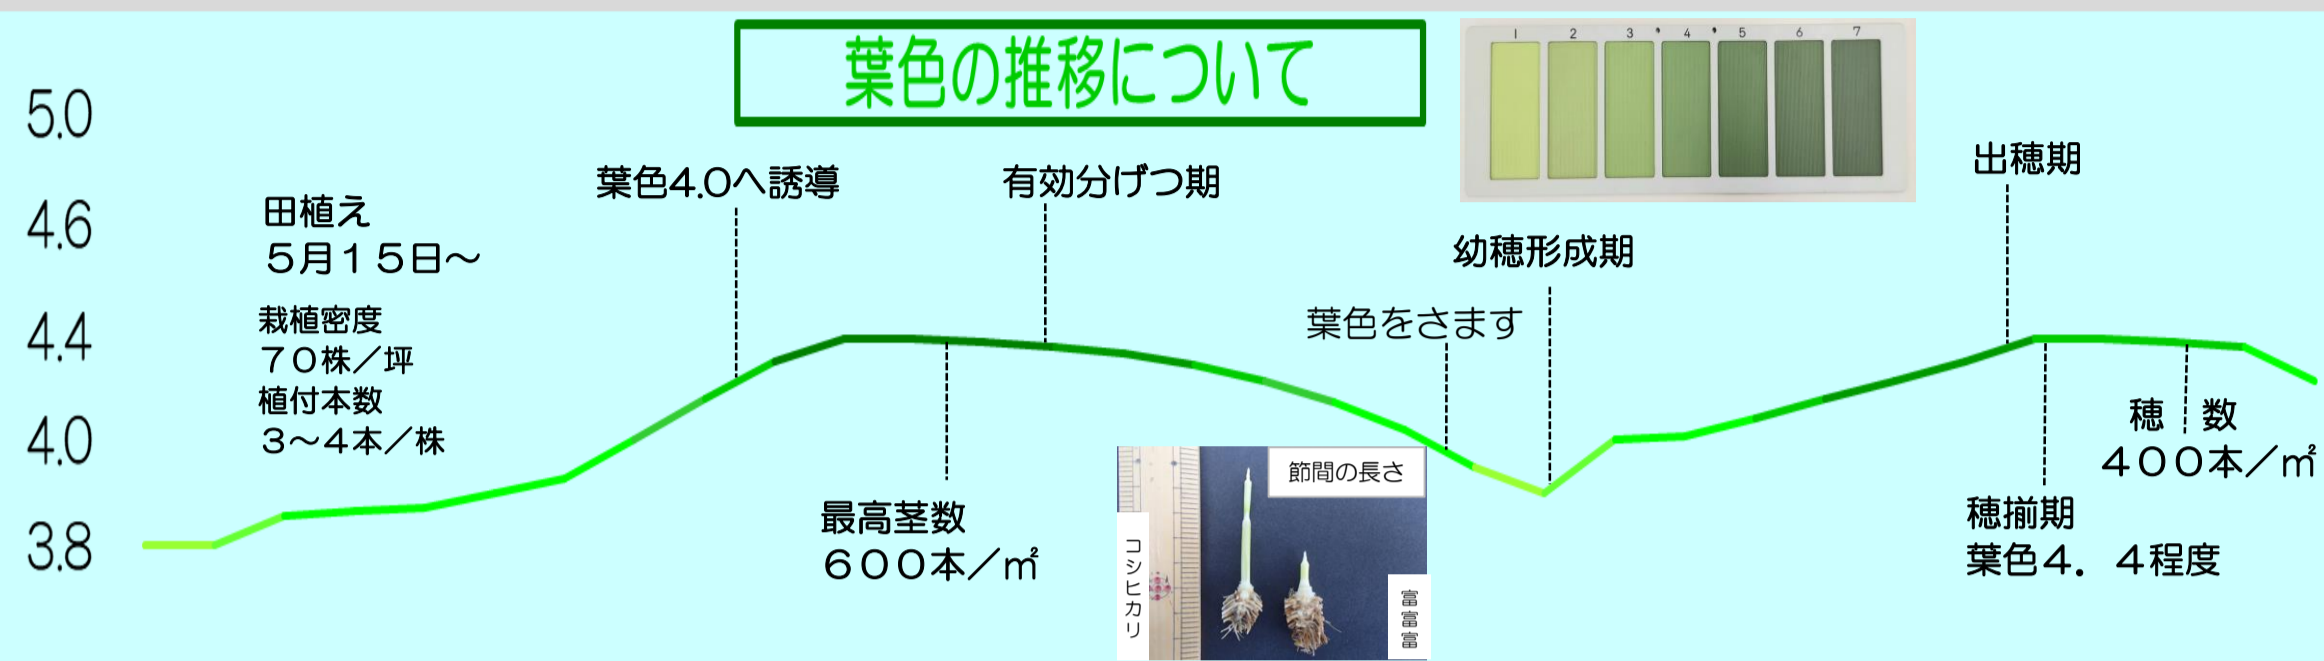 葉色の推移について
1 2 3 4 5 6 7
5.0
4.6
4.4
4.0
3.8
田植え
５月１５日～
栽植密度
７０株／坪
植付本数
３～４本／株
葉色4.0へ誘導
有効分げつ期
最高茎数
６００本／㎡
葉色をさます
幼穂形成期
節間の長さ
コシヒカリ
富富富
出穂期
穂揃期
葉色４．４程度
穂 数
４００本／㎡